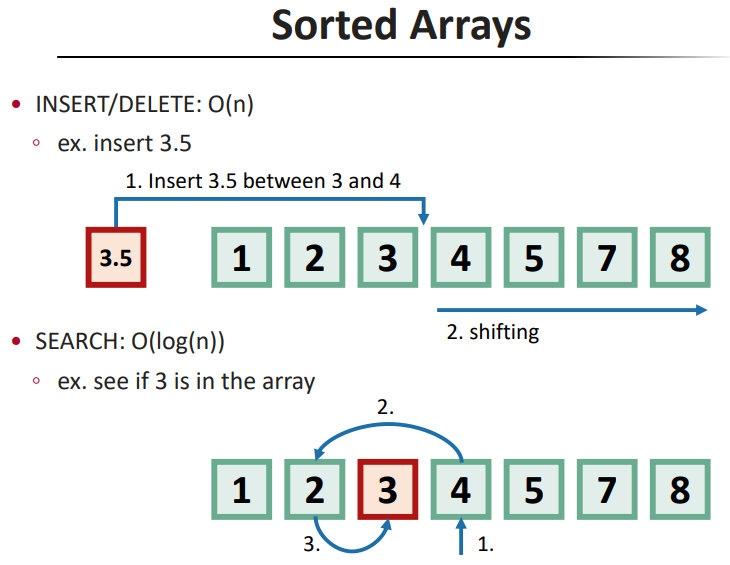 Sorted Arrays
• INSERT/DELETE: O(n)
◦ ex. insert 3.5
1. Insert 3.5 between 3 and 4
3.5 1 2 3 4 5 7 8
2. shifting
• SEARCH: O(log(n))
◦ ex. see if 3 is in the array
2.
1 2 3 4 5 7 8
3. 1.